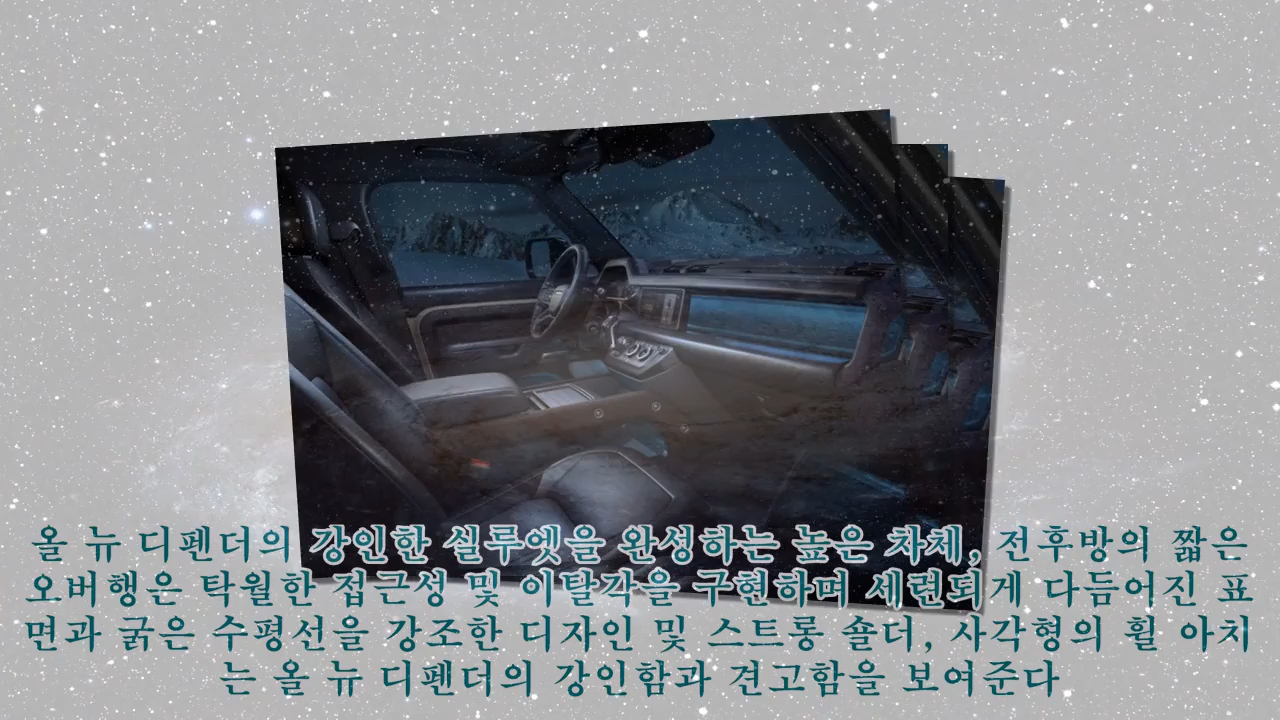 올 뉴 디펜더의 강인한 실루엣을 완성하는 높은 차체, 전후방의 짧은
오버행은 탁월한 접근성 및 이탈각을 구현하며 세련되게 다듬어진 표
면과 굵은 수평선을 강조한 디자인 및 스트롱 숄더, 사각형의 휠 아치
는 올 뉴 디펜더의 강인함과 견고함을 보여준다